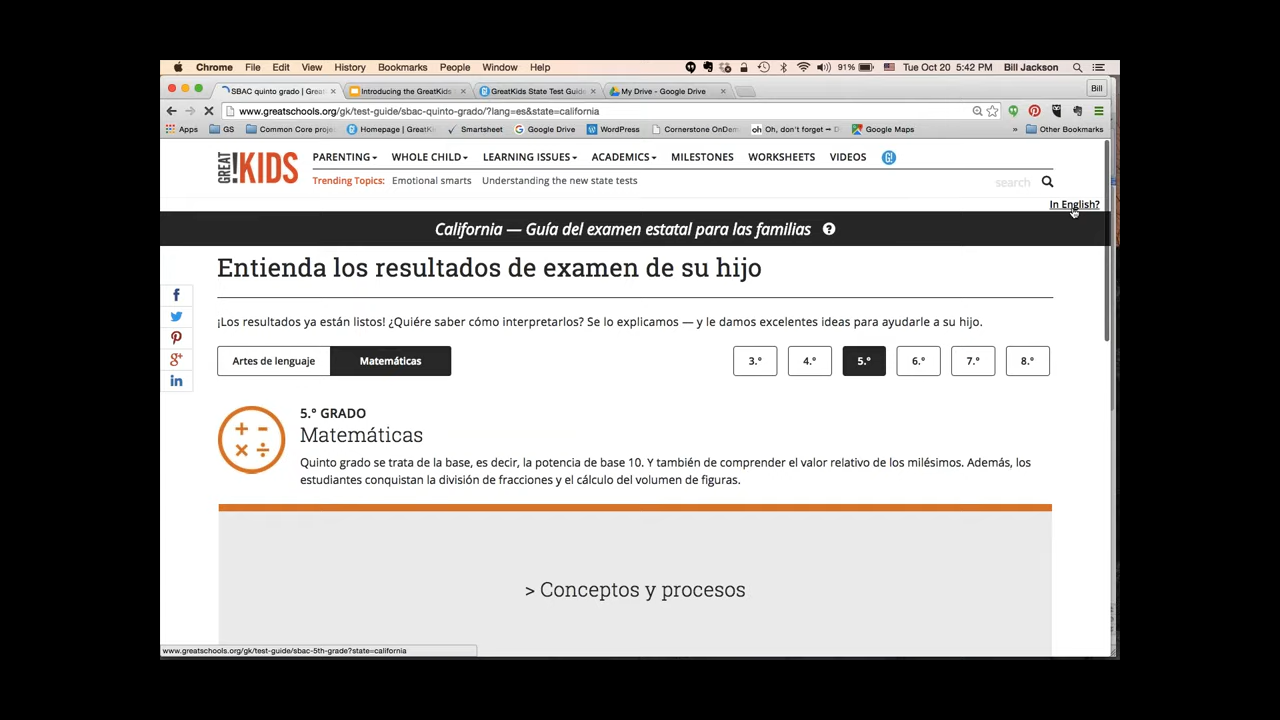 Chrome File Edit View History Bookmarks People Window Help 91% Tue Oct 20 5:42 PM Bill Jackson
SBAC quinto grado | Great Introducing the GreatKids GreatKids State Test Guide My Drive - Google Drive Bill
www.greatschools.org/gk/test-guide/sbac-quinto-grado/?lang=es&state=california
Apps GS Common Core proje Homepage | GreatKi Smartsheet Google Drive WordPress Cornerstone OnDem Oh, don't forget — D Google Maps » Other Bookmarks
GREAT!KIDS PARENTING WHOLE CHILD LEARNING ISSUES ACADEMICS MILESTONES WORKSHEETS VIDEOS G!
Trending Topics: Emotional smarts Understanding the new state tests search
In English?
California — Guía del examen estatal para las familias ?
Entienda los resultados de examen de su hijo
¡Los resultados ya están listos! ¿Quiére saber cómo interpretarlos? Se lo explicamos — y le damos excelentes ideas para ayudarle a su hijo.
Artes de lenguaje Matemáticas 3.º 4.º 5.º 6.º 7.º 8.º
5.º GRADO
Matemáticas
Quinto grado se trata de la base, es decir, la potencia de base 10. Y también de comprender el valor relativo de los milésimos. Además, los
estudiantes conquistan la división de fracciones y el cálculo del volumen de figuras.
> Conceptos y procesos
www.greatschools.org/gk/test-guide/sbac-5th-grade?state=california